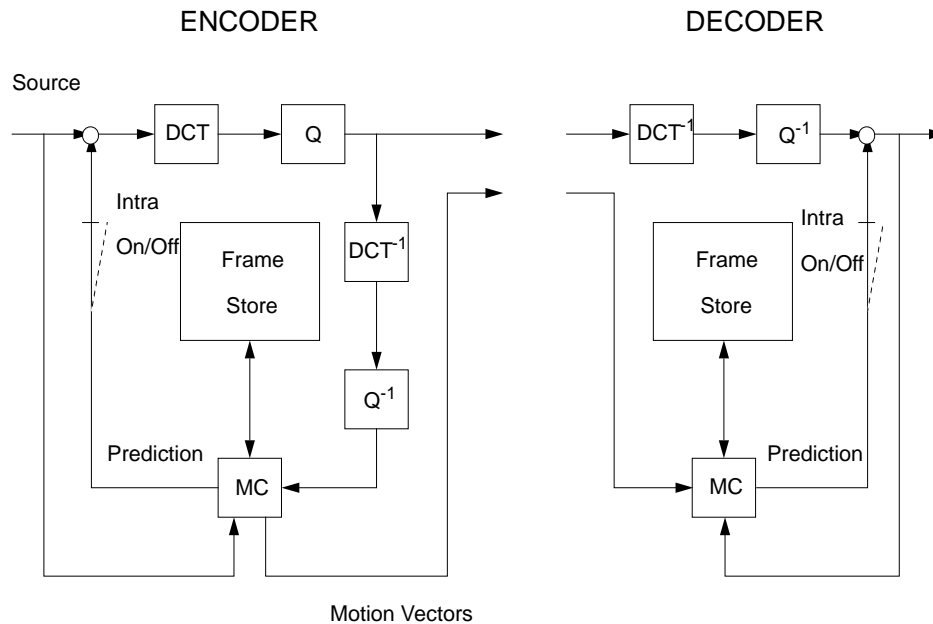 ENCODER
DECODER
Source
DCT
Q
DCT-1
Q-1
Intra
On/Off
Frame
Store
DCT-1
Q-1
Prediction
MC
Intra
On/Off
Frame
Store
Prediction
MC
Motion Vectors